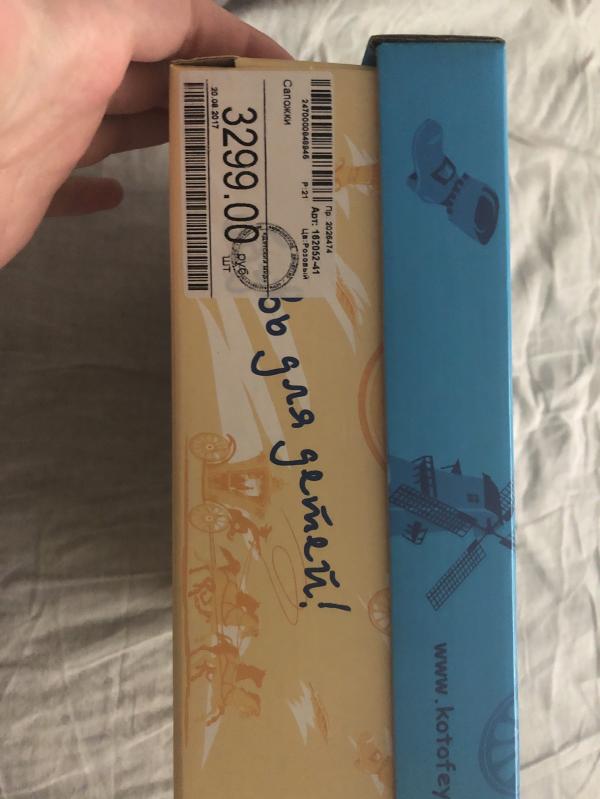 Сапожки
2470000948946
Р:21
Пр: 2026474
Арт: 162052-41
Цв:Розовый
3299.00
руб.
шт
20.08.2017
вь для детей!
www.kotofey